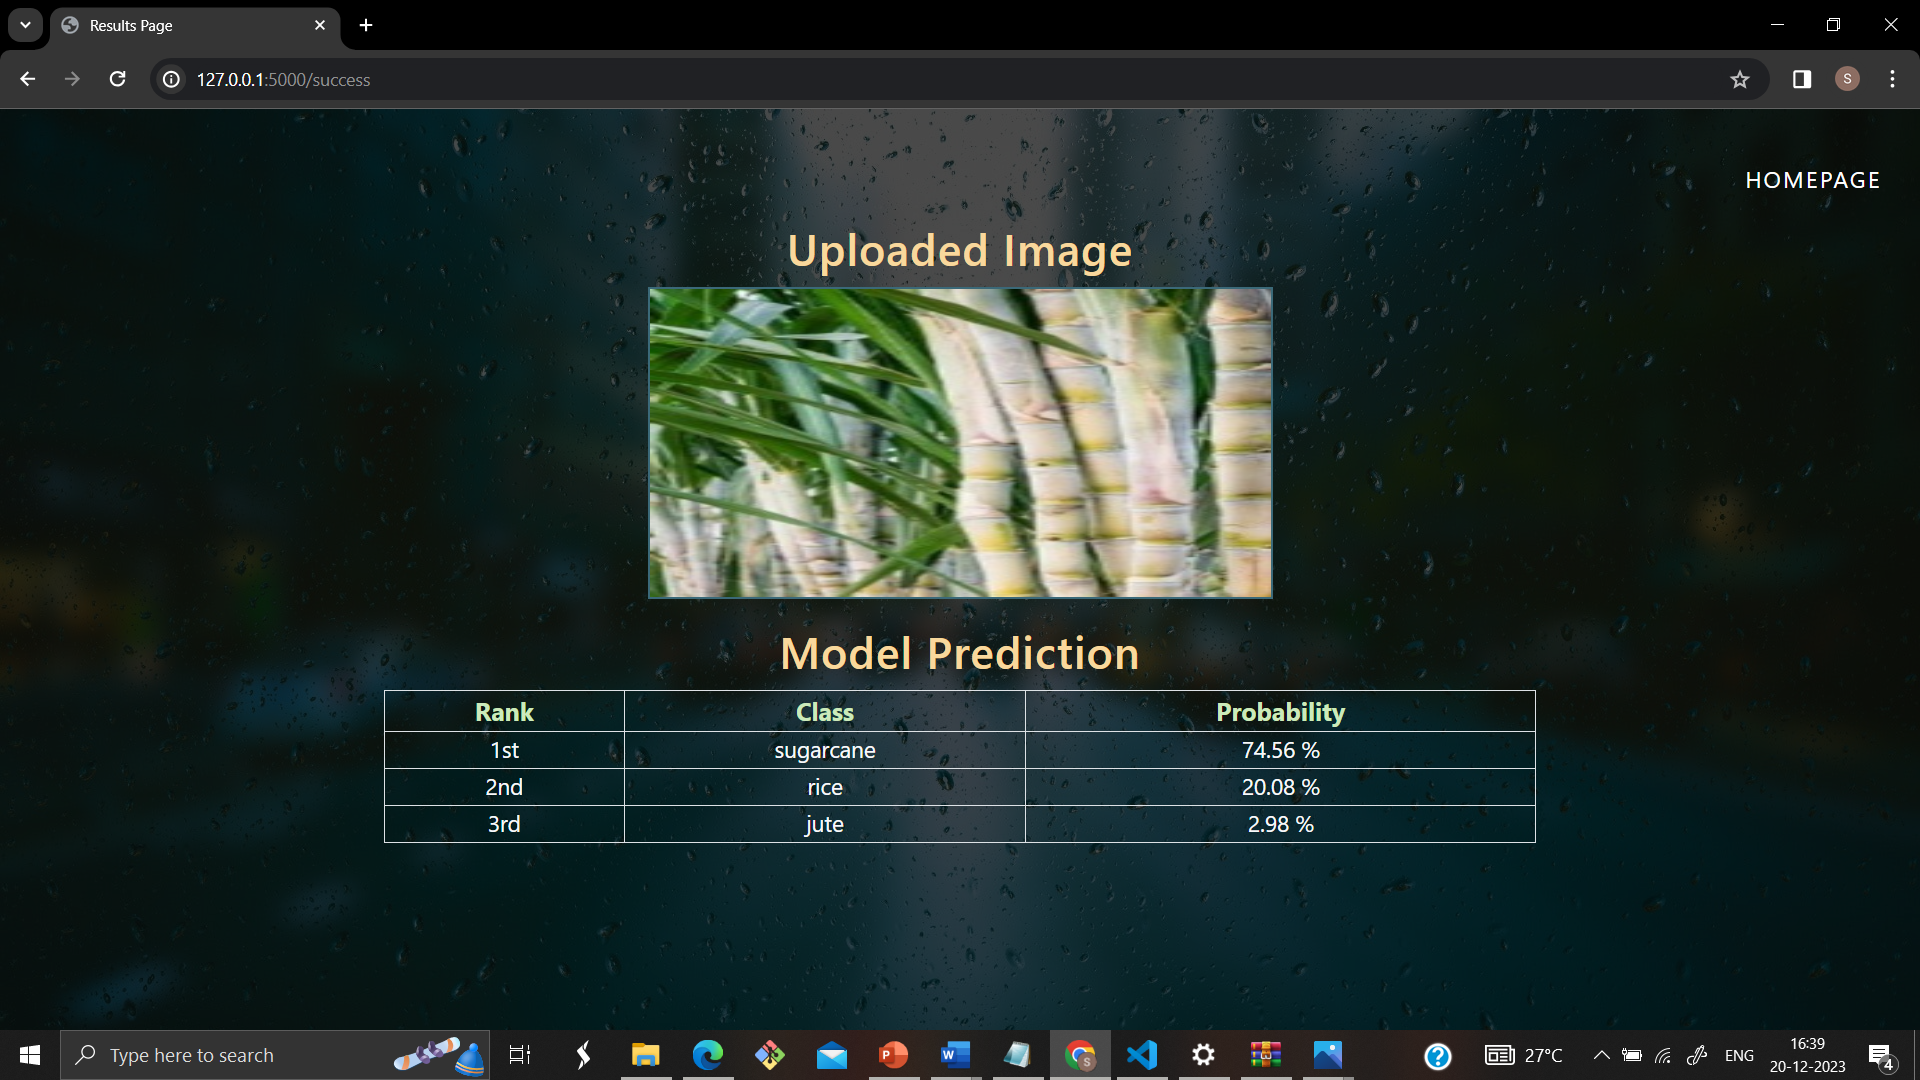 Results Page
127.0.0.1:5000/success
S
HOMEPAGE
Uploaded Image
Model Prediction
Rank Class Probability
1st sugarcane 74.56 %
2nd rice 20.08 %
3rd jute 2.98 %
Type here to search
P
W
S
?
27°C
ENG
16:39
20-12-2023
4